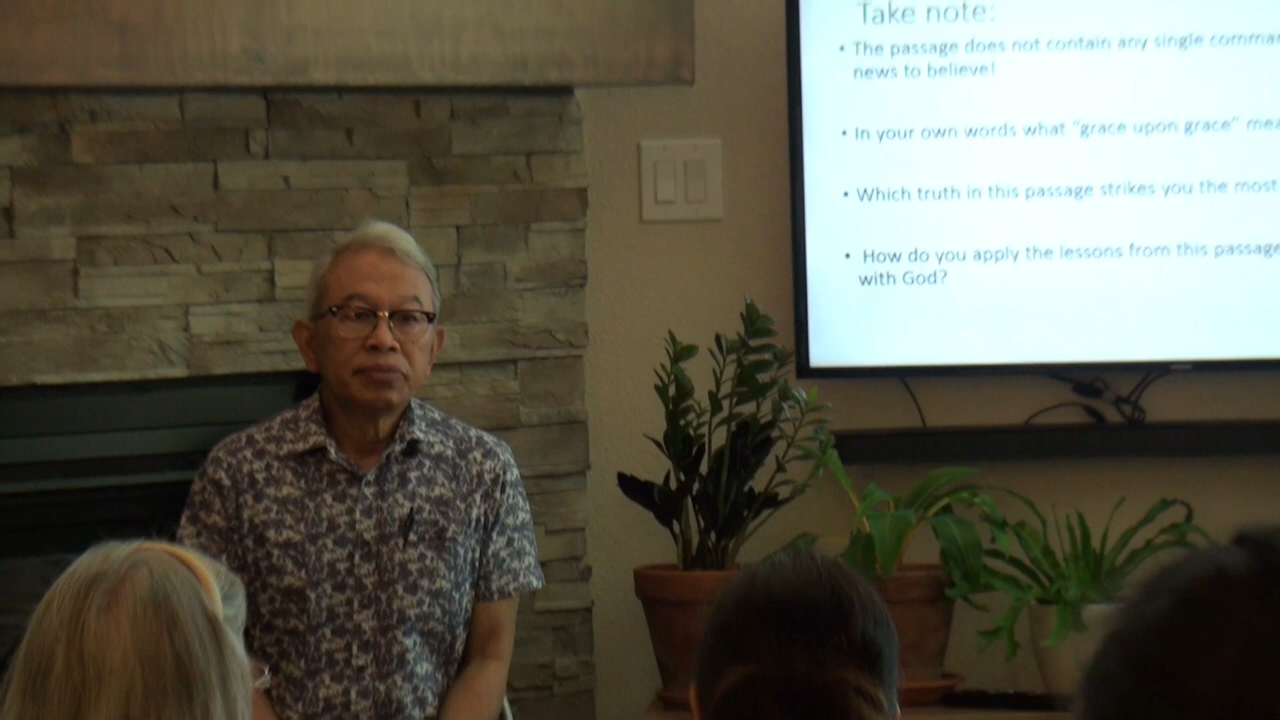 Take note:
• The passage does not contain any single
news to believe!
• In your own words what "grace upon grace"
• Which truth in this passage strikes you the most
• How do you apply the lessons from this passage
with God?